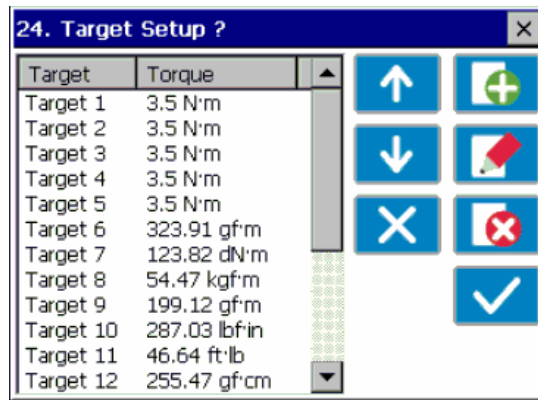 24. Target Setup ?
Target Torque
Target 1 3.5 N·m
Target 2 3.5 N·m
Target 3 3.5 N·m
Target 4 3.5 N·m
Target 5 3.5 N·m
Target 6 323.91 gf·m
Target 7 123.82 dN·m
Target 8 54.47 kgf·m
Target 9 199.12 gf·m
Target 10 287.03 lbf·in
Target 11 46.64 ft·lb
Target 12 255.47 gf·cm